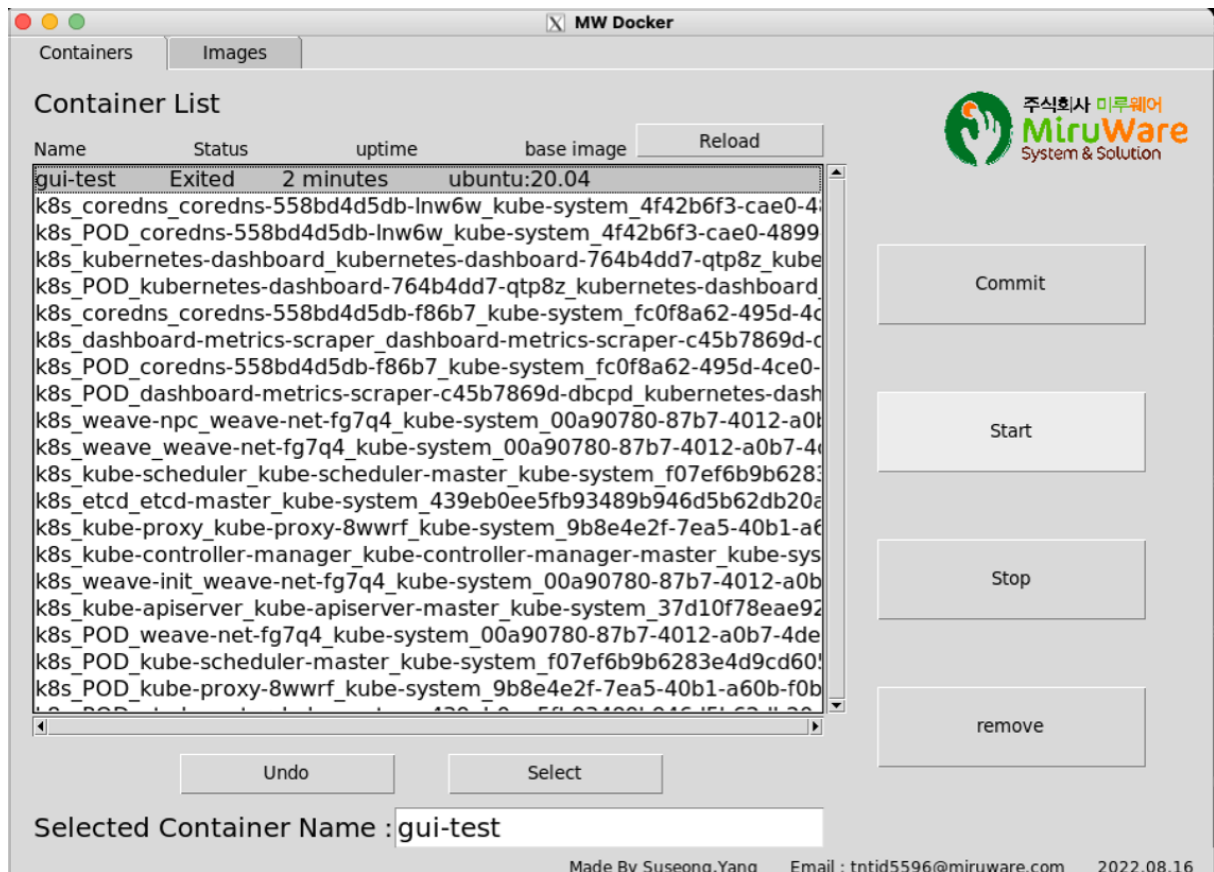 MW Docker
Containers Images
Container List
주식회사 미루웨어
MiruWare
System & Solution
Name Status uptime base image Reload
gui-test Exited 2 minutes ubuntu:20.04
k8s_coredns_coredns-558bd4d5db-lnw6w_kube-system_4f42b6f3-cae0-4
k8s_POD_coredns-558bd4d5db-lnw6w_kube-system_4f42b6f3-cae0-4899
k8s_kubernetes-dashboard_kubernetes-dashboard-764b4dd7-qtp8z_kube
k8s_POD_kubernetes-dashboard-764b4dd7-qtp8z_kubernetes-dashboard_
k8s_coredns_coredns-558bd4d5db-f86b7_kube-system_fc0f8a62-495d-4c
k8s_dashboard-metrics-scraper_dashboard-metrics-scraper-c45b7869d-d
k8s_POD_coredns-558bd4d5db-f86b7_kube-system_fc0f8a62-495d-4ce0-
k8s_POD_dashboard-metrics-scraper-c45b7869d-dbcpd_kubernetes-dash
k8s_weave-npc_weave-net-fg7q4_kube-system_00a90780-87b7-4012-a0b
k8s_weave_weave-net-fg7q4_kube-system_00a90780-87b7-4012-a0b7-4
k8s_kube-scheduler_kube-scheduler-master_kube-system_f07ef6b9b6283
k8s_etcd_etcd-master_kube-system_439eb0ee5fb93489b946d5b62db20a
k8s_kube-proxy_kube-proxy-8wwrf_kube-system_9b8e4e2f-7ea5-40b1-a6
k8s_kube-controller-manager_kube-controller-manager-master_kube-sys
k8s_weave-init_weave-net-fg7q4_kube-system_00a90780-87b7-4012-a0b
k8s_kube-apiserver_kube-apiserver-master_kube-system_37d10f78eae92
k8s_POD_weave-net-fg7q4_kube-system_00a90780-87b7-4012-a0b7-4de
k8s_POD_kube-scheduler-master_kube-system_f07ef6b9b6283e4d9cd60
k8s_POD_kube-proxy-8wwrf_kube-system_9b8e4e2f-7ea5-40b1-a60b-f0b
Commit
Start
Stop
remove
Undo Select
Selected Container Name : gui-test
Made By Suseong.Yang Email : tntid5596@miruware.com 2022.08.16